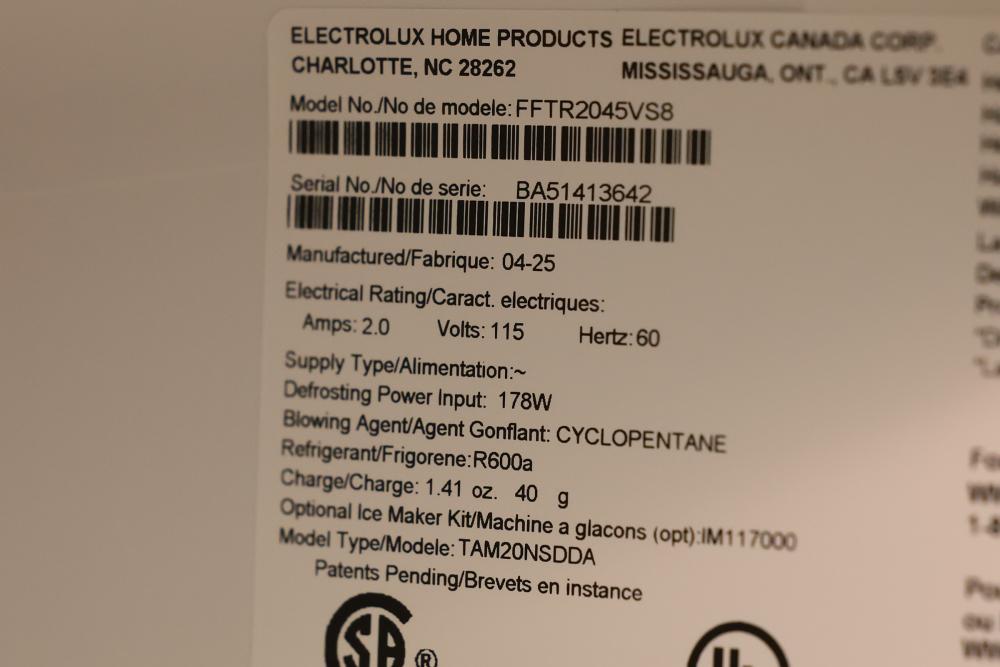 ELECTROLUX HOME PRODUCTS ELECTROLUX CANADA CORP.
CHARLOTTE, NC 28262 MISSISSAUGA, ONT., CA L5V 3E4
Model No./No de modele: FFTR2045VS8
Serial No./No de serie: BA51413642
Manufactured/Fabrique: 04-25
Electrical Rating/Caract. electriques:
Amps: 2.0 Volts: 115 Hertz: 60
Supply Type/Alimentation:~
Defrosting Power Input: 178W
Blowing Agent/Agent Gonflant: CYCLOPENTANE
Refrigerant/Frigorene:R600a
Charge/Charge: 1.41 oz. 40 g
Optional Ice Maker Kit/Machine a glacons (opt):IM117000
Model Type/Modele: TAM20NSDDA
Patents Pending/Brevets en instance
SA ®
UL